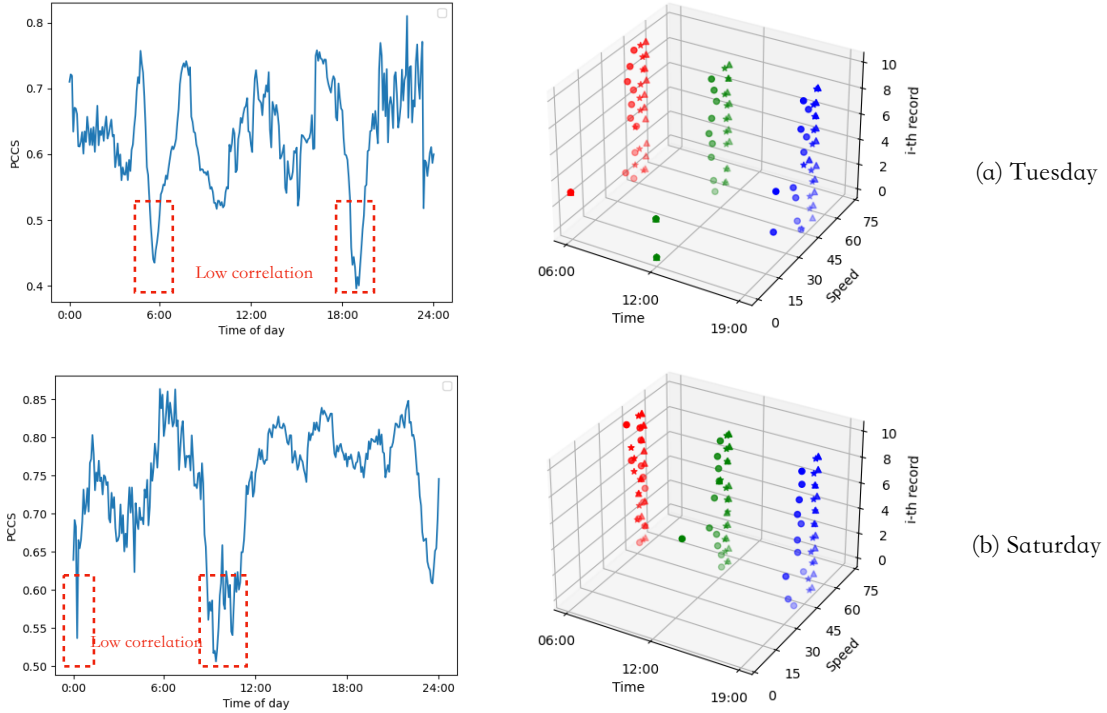 0.8
0.7
0.6
0.5
0.4
PCCS
Low correlation
0:00 6:00 12:00 18:00 24:00
Time of day
10
8
6
4
2
0
i-th record
06:00 12:00 19:00
Time
0 15 30 45 60 75
Speed
(a) Tuesday
0.85
0.80
0.75
0.70
0.65
0.60
0.55
0.50
PCCS
Low correlation
0:00 6:00 12:00 18:00 24:00
Time of day
10
8
6
4
2
0
i-th record
06:00 12:00 19:00
Time
0 15 30 45 60 75
Speed
(b) Saturday